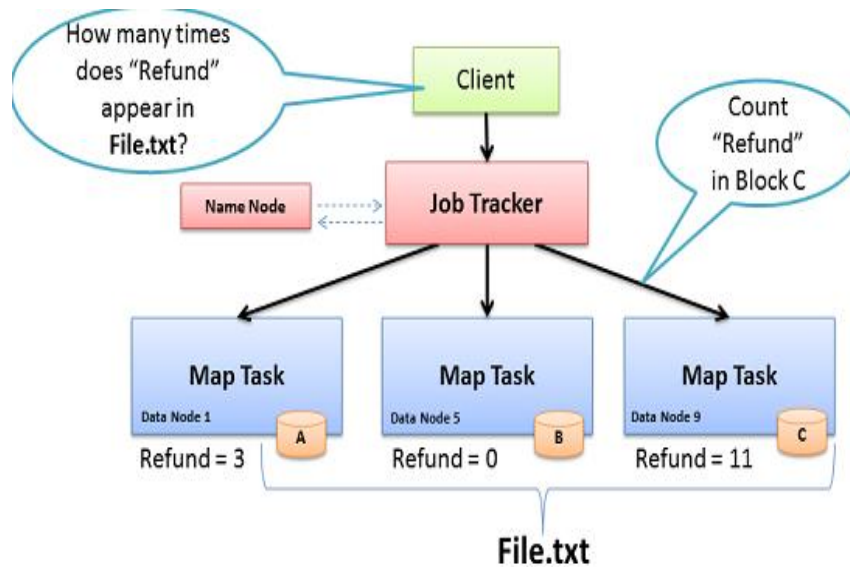 How many times
does “Refund”
appear in
File.txt?
Client
Count
“Refund”
in Block C
Name Node
Job Tracker
Map Task
Data Node 1
A
Map Task
Data Node 5
B
Map Task
Data Node 9
C
Refund = 3
Refund = 0
Refund = 11
File.txt